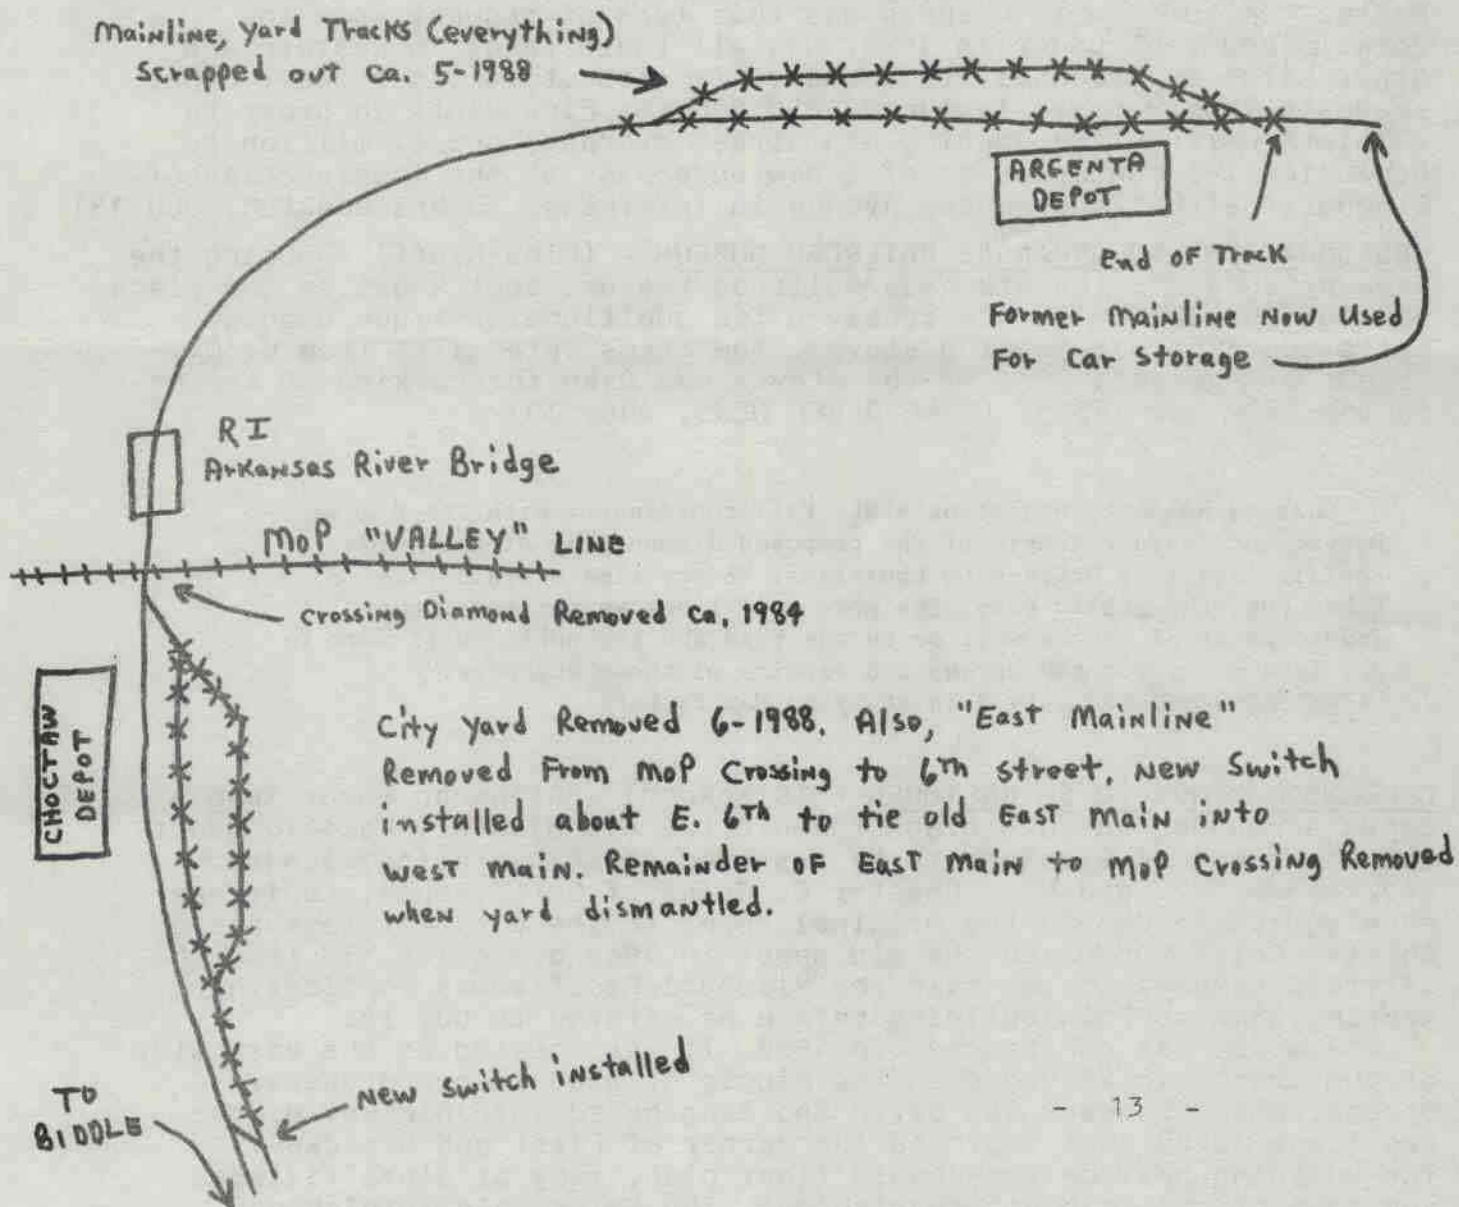 Mainline, Yard Tracks (everything)
Scrapped out ca. 5-1988
ARGENTA
DEPOT
End OF Track
Former Mainline Now Used
For Car Storage
RI
Arkansas River Bridge
MoP "VALLEY" LINE
crossing Diamond Removed ca. 1984
CHOCTAW
DEPOT
City Yard Removed 6-1988. Also, "East Mainline"
Removed From MoP Crossing to 6th street. New Switch
installed about E. 6th to tie old East Main into
West Main. Remainder OF East Main to MoP Crossing Removed
when yard dismantled.
New switch installed
TO
BIDDLE
- 13 -